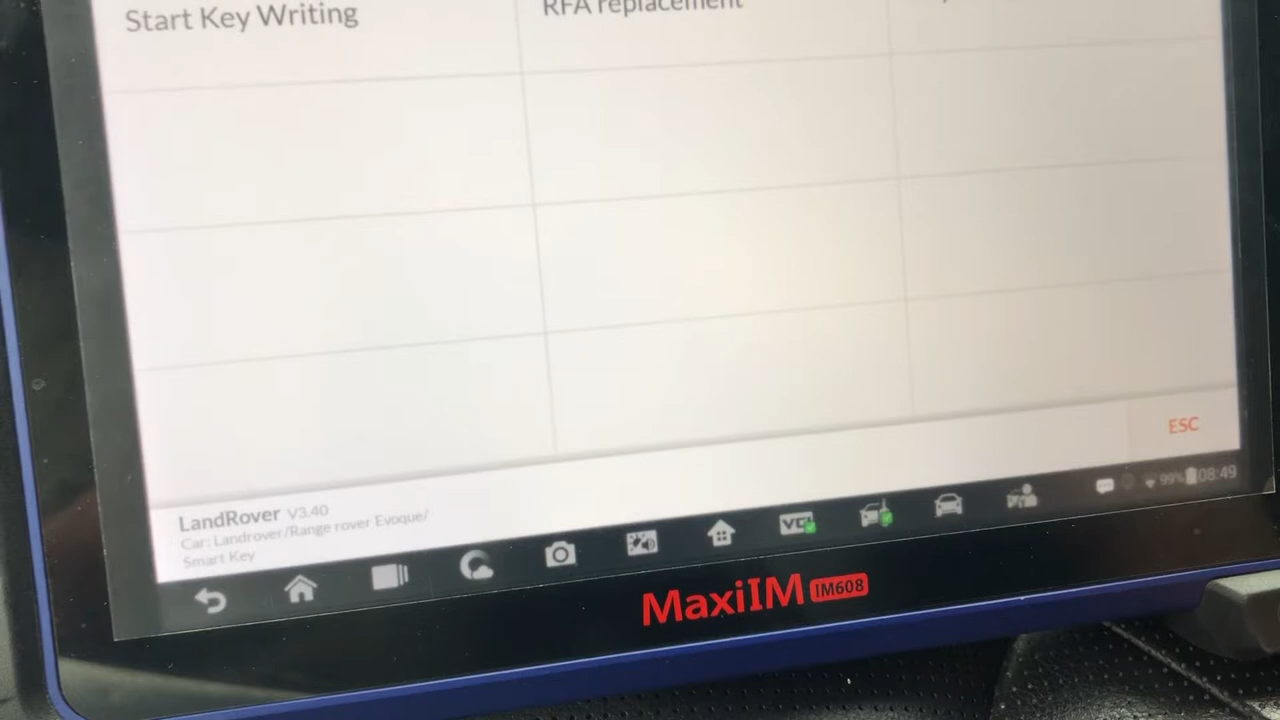 Start Key Writing
RFA replacement
ESC
LandRover V3.40
Car: Landrover/Range rover Evoque/
Smart Key
VCI
99% 08:49
MaxiIM IM608